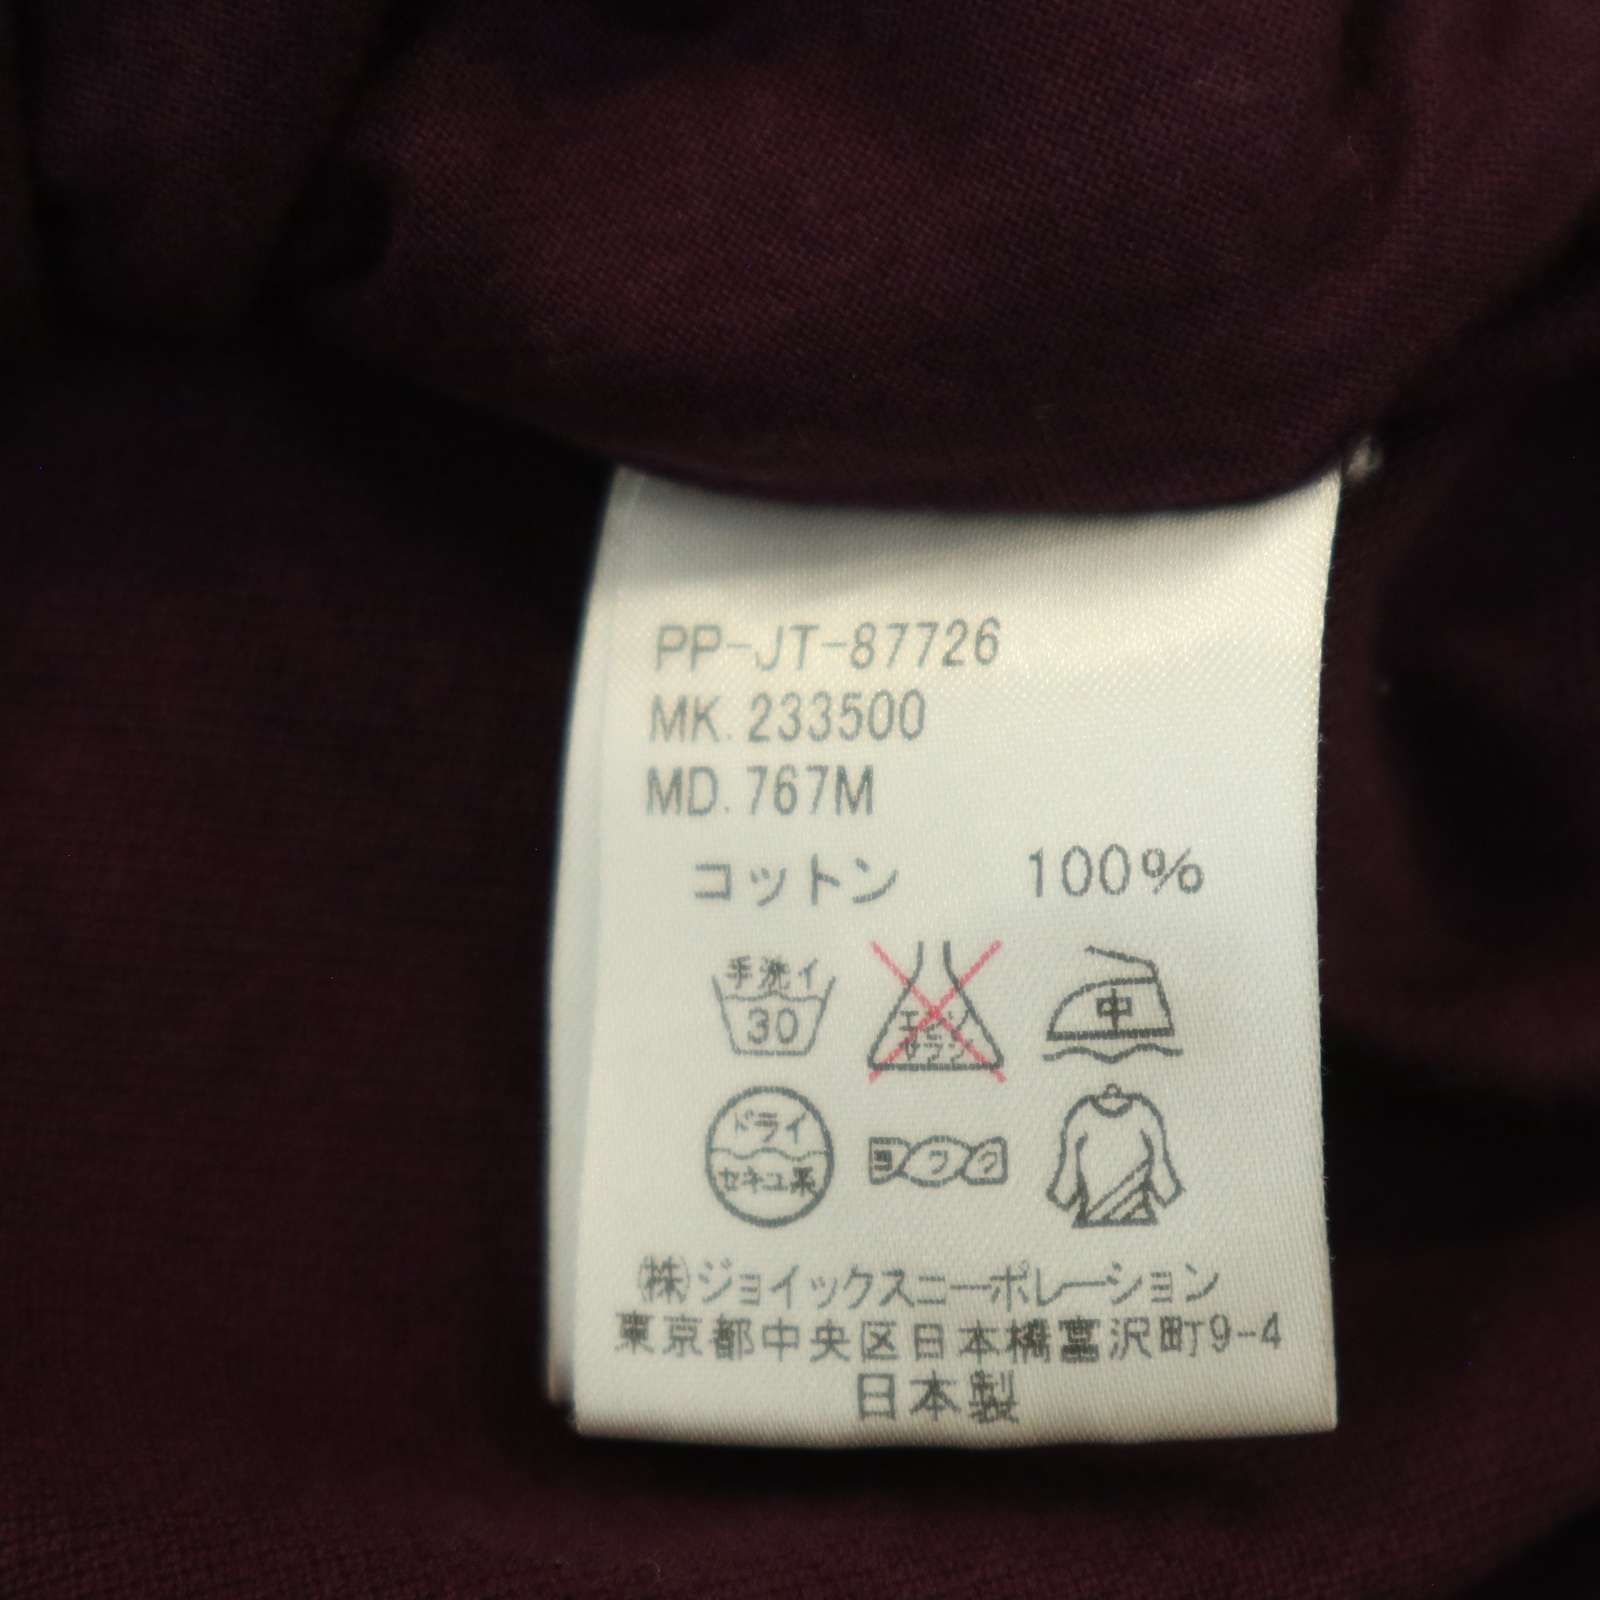 PP-JT-87726
MK. 233500
MD. 767M
コットン 100%
手洗イ
30
エンソ
サラシ
中
ドライ
セキユ系
ヨワク
㈱ジョイックスコーポレーション
東京都中央区日本橋富沢町9-4
日本製